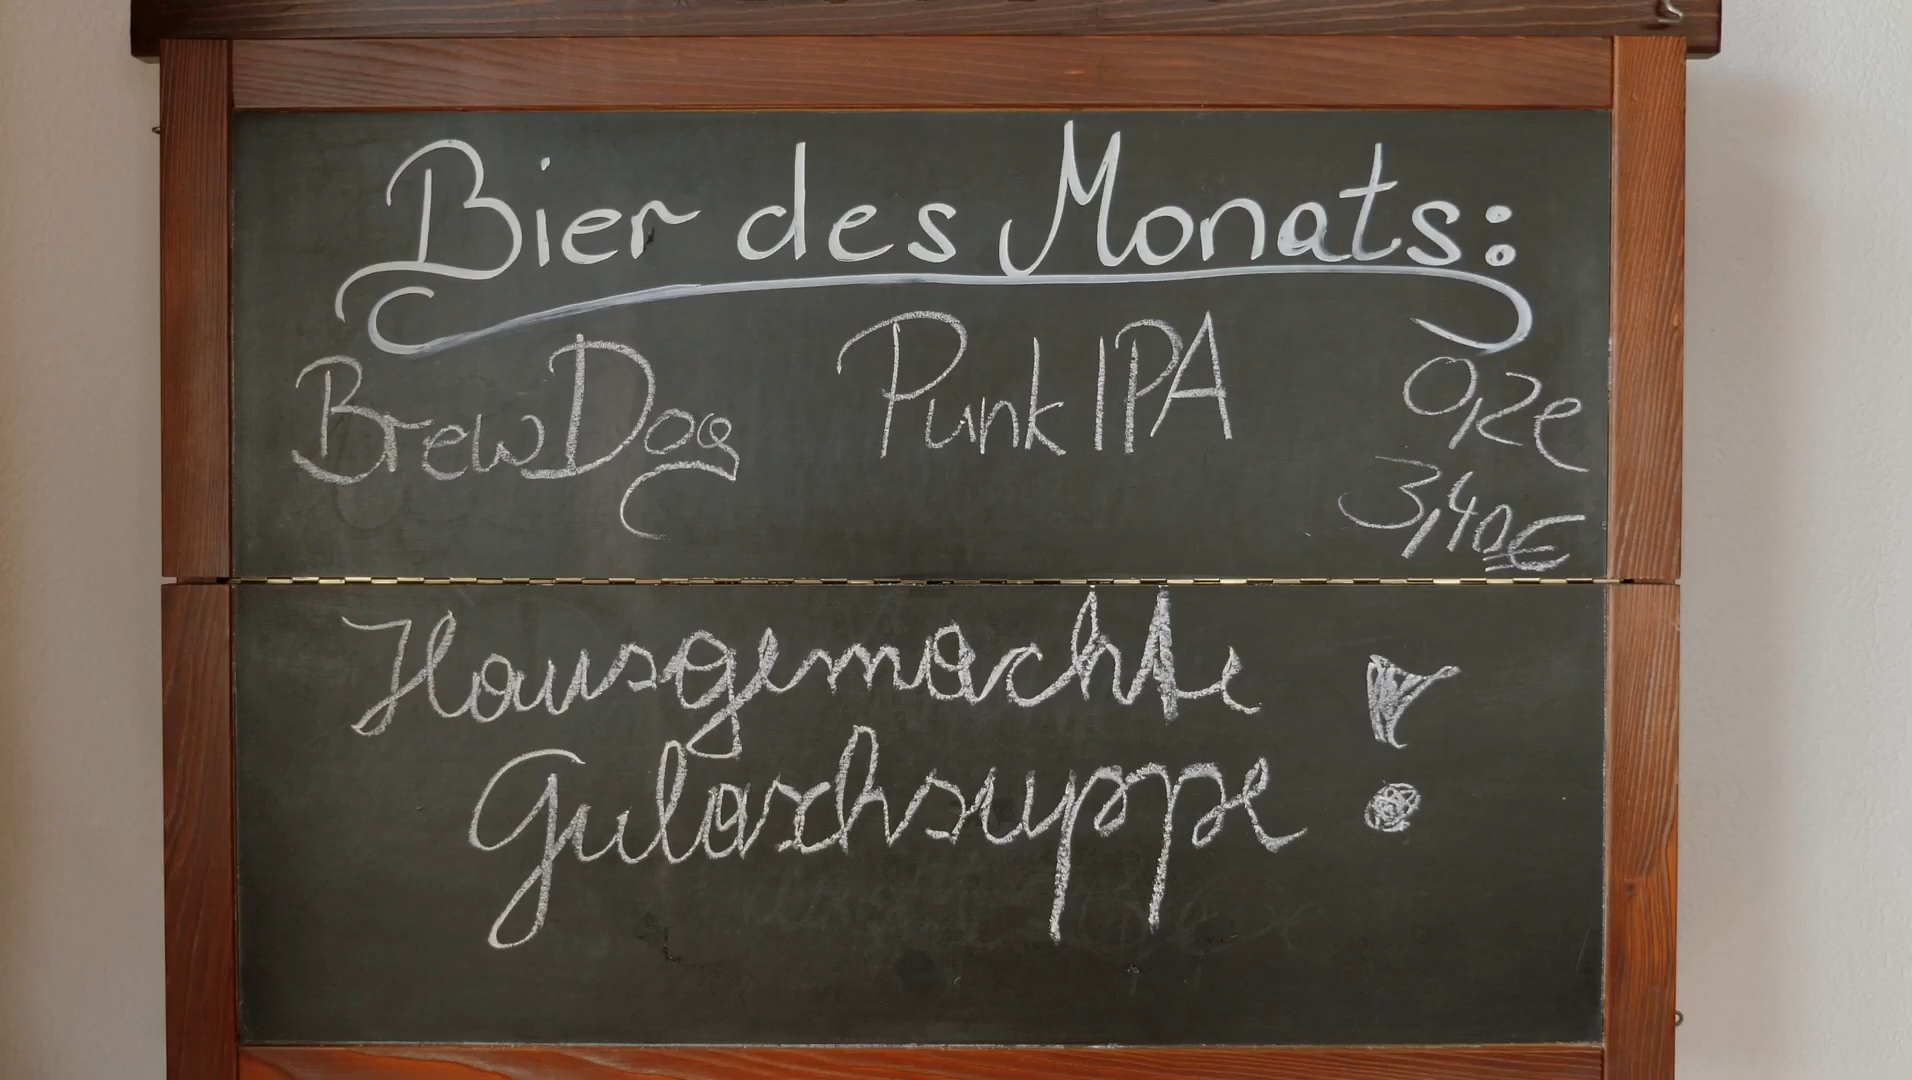 Bier des Monats:
BrewDog Punk IPA 0,2l
3,40€
Hausgemachte
Gulaschsuppe!